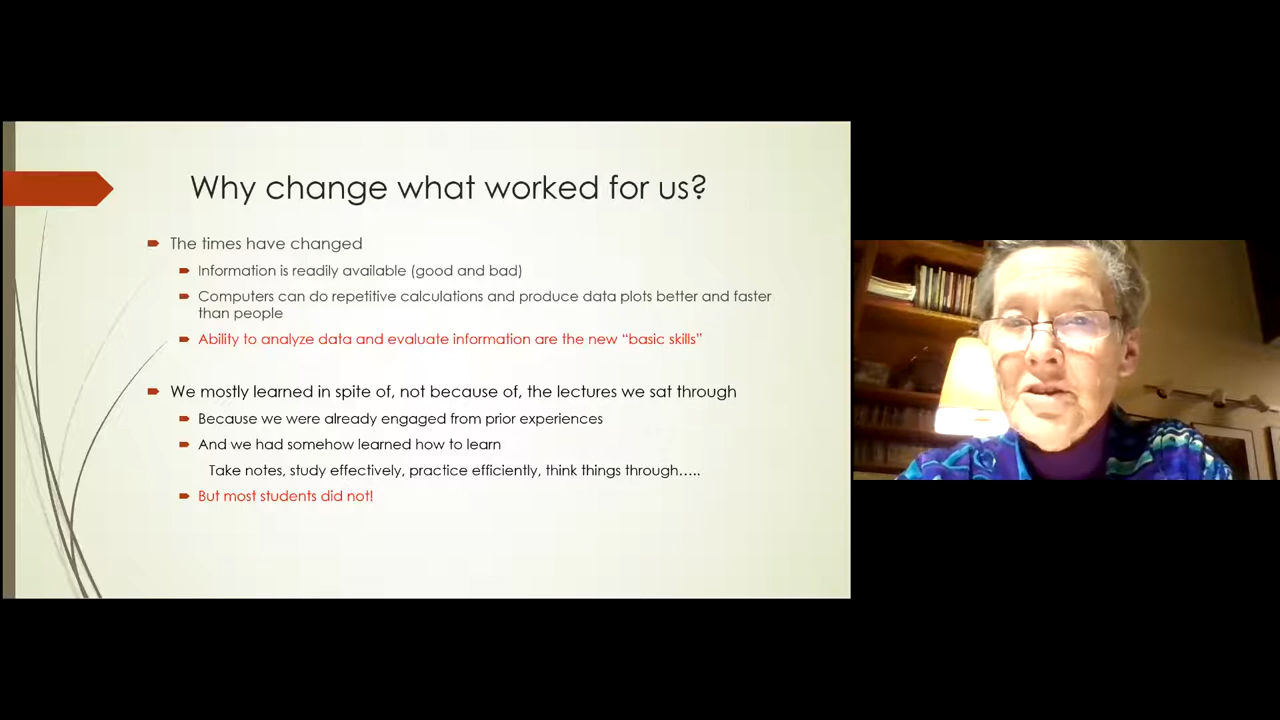 Why change what worked for us?
The times have changed
Information is readily available (good and bad)
Computers can do repetitive calculations and produce data plots better and faster
than people
Ability to analyze data and evaluate information are the new “basic skills”
We mostly learned in spite of, not because of, the lectures we sat through
Because we were already engaged from prior experiences
And we had somehow learned how to learn
Take notes, study effectively, practice efficiently, think things through…..
But most students did not!